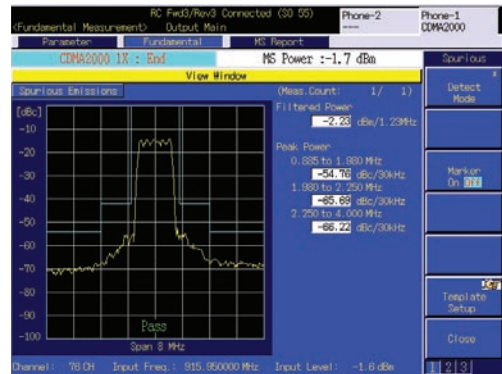 RC Fwd3/Rev3 Connected (SO 55)
<Fundamental Measurement> Output Main
Phone-2
----
Phone-1
CDMA2000
Parameter
Fundamental
MS Report
CDMA2000 1X : End
MS Power :-1.7 dBm
Spurious
View Window
Spurious Emissions
(Meas.Count: 1/ 1)
[dBc]
-10
-20
-30
-40
-50
-60
-70
-80
-90
-100
Pass
Span 8 MHz
Filtered Power
-2.23 dBm/1.23MHz
Peak Power
0.885 to 1.980 MHz
-54.76 dBc/30kHz
1.980 to 2.250 MHz
-65.69 dBc/30kHz
2.250 to 4.000 MHz
-66.22 dBc/30kHz
*
Detect
Mode
Marker
On Off
Template
Setup
Close
Channel: 76 CH Input Freq.: 915.950000 MHz Input Level: -1.6 dBm
1 2 3